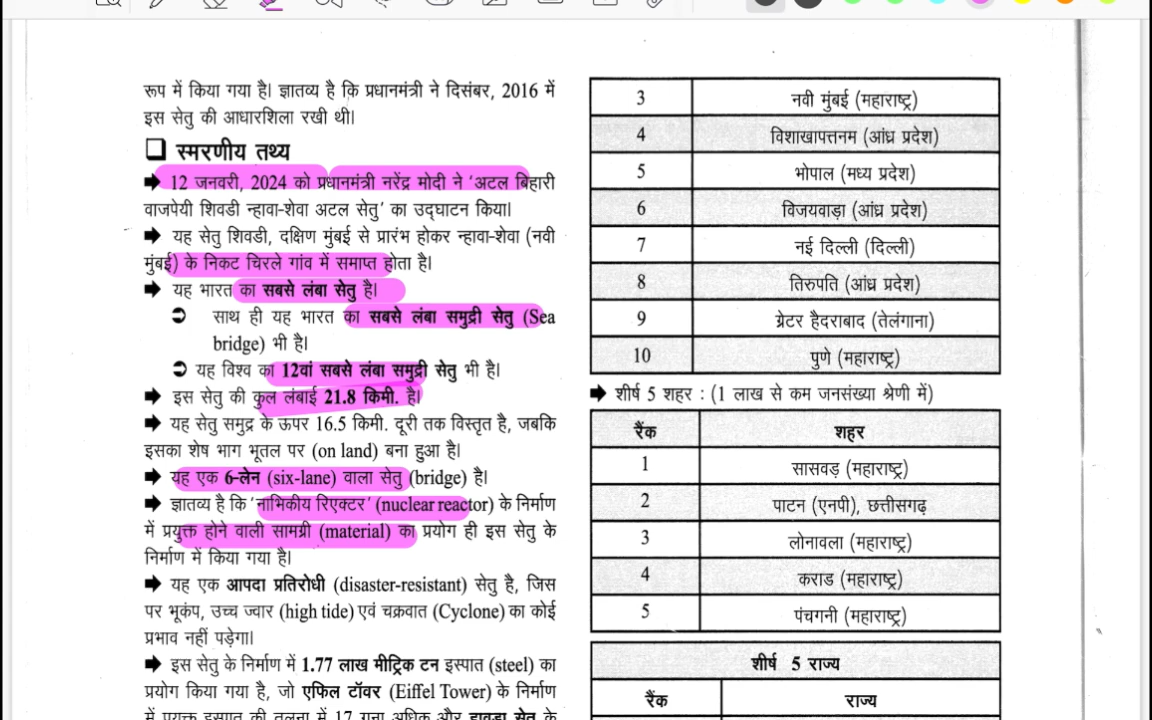 रूप में किया गया है। ज्ञातव्य है कि प्रधानमंत्री ने दिसंबर, 2016 में
इस सेतु की आधारशिला रखी थी।
❑ स्मरणीय तथ्य
➡ 12 जनवरी, 2024 को प्रधानमंत्री नरेंद्र मोदी ने 'अटल बिहारी
वाजपेयी शिवडी न्हावा-शेवा अटल सेतु' का उद्घाटन किया।
➡ यह सेतु शिवडी, दक्षिण मुंबई से प्रारंभ होकर न्हावा-शेवा (नवी
मुंबई) के निकट चिरले गांव में समाप्त होता है।
➡ यह भारत का सबसे लंबा सेतु है।
➲ साथ ही यह भारत का सबसे लंबा समुद्री सेतु (Sea
bridge) भी है।
➲ यह विश्व का 12वां सबसे लंबा समुद्री सेतु भी है।
➡ इस सेतु की कुल लंबाई 21.8 किमी. है।
➡ यह सेतु समुद्र के ऊपर 16.5 किमी. दूरी तक विस्तृत है, जबकि
इसका शेष भाग भूतल पर (on land) बना हुआ है।
➡ यह एक 6-लेन (six-lane) वाला सेतु (bridge) है।
➡ ज्ञातव्य है कि 'नाभिकीय रिएक्टर' (nuclear reactor) के निर्माण
में प्रयुक्त होने वाली सामग्री (material) का प्रयोग ही इस सेतु के
निर्माण में किया गया है।
➡ यह एक आपदा प्रतिरोधी (disaster-resistant) सेतु है, जिस
पर भूकंप, उच्च ज्वार (high tide) एवं चक्रवात (Cyclone) का कोई
प्रभाव नहीं पड़ेगा।
➡ इस सेतु के निर्माण में 1.77 लाख मीट्रिक टन इस्पात (steel) का
प्रयोग किया गया है, जो एफिल टॉवर (Eiffel Tower) के निर्माण
में प्रयुक्त इस्पात की तुलना में 17 गुना अधिक और हावड़ा सेतु के
3 नवी मुंबई (महाराष्ट्र)
4 विशाखापत्तनम (आंध्र प्रदेश)
5 भोपाल (मध्य प्रदेश)
6 विजयवाड़ा (आंध्र प्रदेश)
7 नई दिल्ली (दिल्ली)
8 तिरुपति (आंध्र प्रदेश)
9 ग्रेटर हैदराबाद (तेलंगाना)
10 पुणे (महाराष्ट्र)
➡ शीर्ष 5 शहर : (1 लाख से कम जनसंख्या श्रेणी में)
रैंक शहर
1 सासवड़ (महाराष्ट्र)
2 पाटन (एनपी), छत्तीसगढ़
3 लोनावला (महाराष्ट्र)
4 कराड (महाराष्ट्र)
5 पंचगनी (महाराष्ट्र)
शीर्ष 5 राज्य
रैंक राज्य